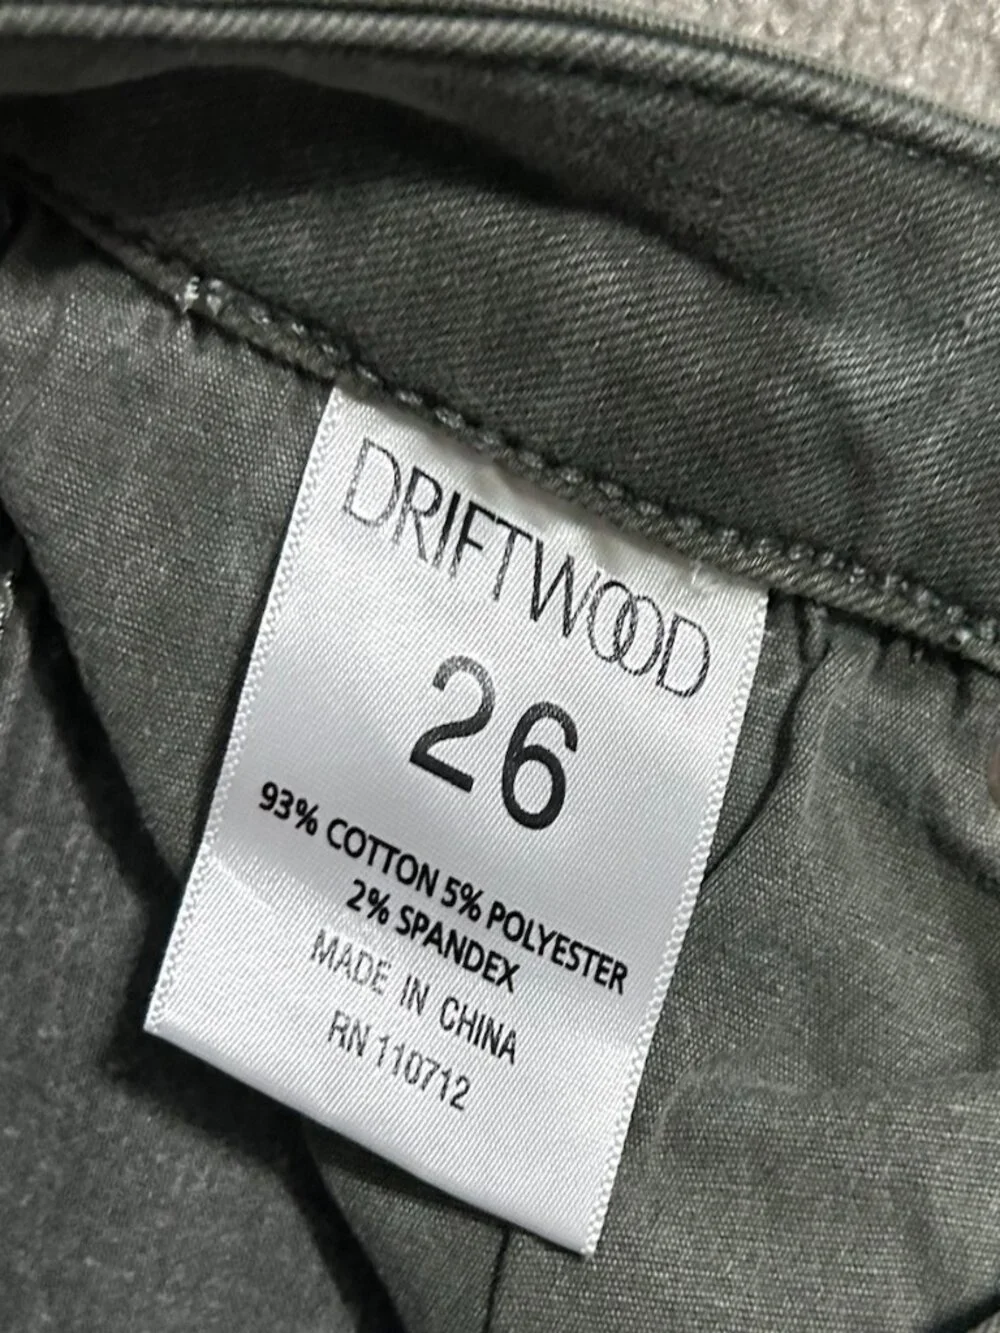 DRIFTWOOD
26
93% COTTON 5% POLYESTER
2% SPANDEX
MADE IN CHINA
RN 110712